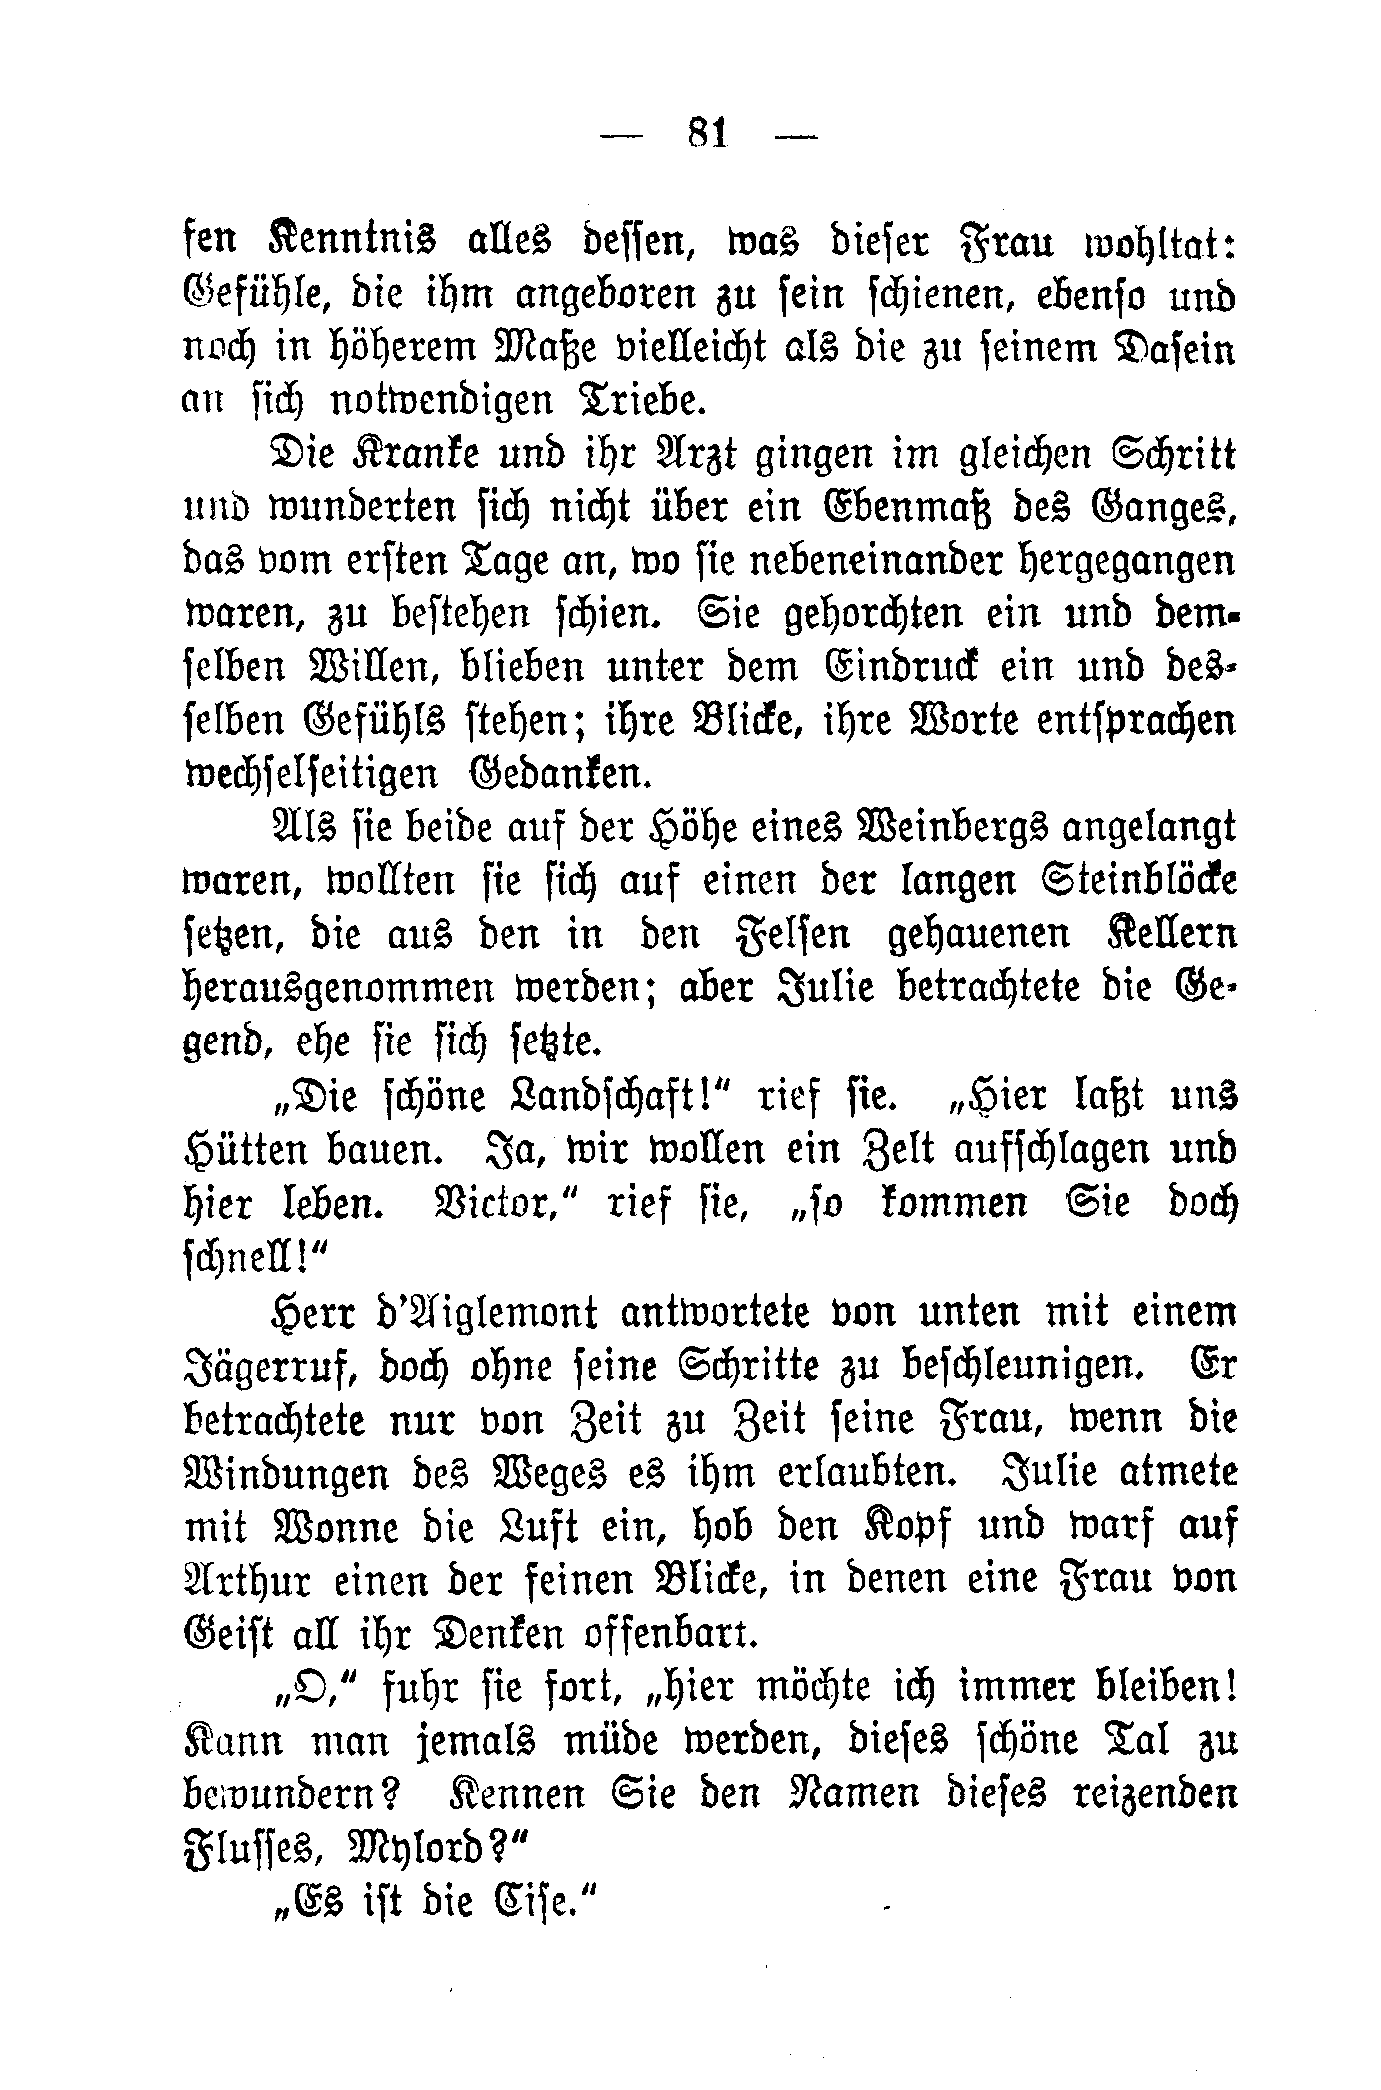 — 81 —
fen Kenntnis alles dessen, was dieser Frau wohltat:
Gefühle, die ihm angeboren zu sein schienen, ebenso und
noch in höherem Maße vielleicht als die zu seinem Dasein
an sich notwendigen Triebe.
Die Kranke und ihr Arzt gingen im gleichen Schritt
und wunderten sich nicht über ein Ebenmaß des Ganges,
das vom ersten Tage an, wo sie nebeneinander hergegangen
waren, zu bestehen schien. Sie gehorchten ein und dem-
selben Willen, blieben unter dem Eindruck ein und des-
selben Gefühls stehen; ihre Blicke, ihre Worte entsprachen
wechselseitigen Gedanken.
Als sie beide auf der Höhe eines Weinbergs angelangt
waren, wollten sie sich auf einen der langen Steinblöcke
setzen, die aus den in den Felsen gehauenen Kellern
herausgenommen werden; aber Julie betrachtete die Ge-
gend, ehe sie sich setzte.
„Die schöne Landschaft!“ rief sie. „Hier laßt uns
Hütten bauen. Ja, wir wollen ein Zelt aufschlagen und
hier leben. Victor,“ rief sie, „so kommen Sie doch
schnell!“
Herr d’Aiglemont antwortete von unten mit einem
Jägerruf, doch ohne seine Schritte zu beschleunigen. Er
betrachtete nur von Zeit zu Zeit seine Frau, wenn die
Windungen des Weges es ihm erlaubten. Julie atmete
mit Wonne die Luft ein, hob den Kopf und warf auf
Arthur einen der feinen Blicke, in denen eine Frau von
Geist all ihr Denken offenbart.
„O,“ fuhr sie fort, „hier möchte ich immer bleiben!
Kann man jemals müde werden, dieses schöne Tal zu
bewundern? Kennen Sie den Namen dieses reizenden
Flusses, Mylord?“
„Es ist die Cise.“